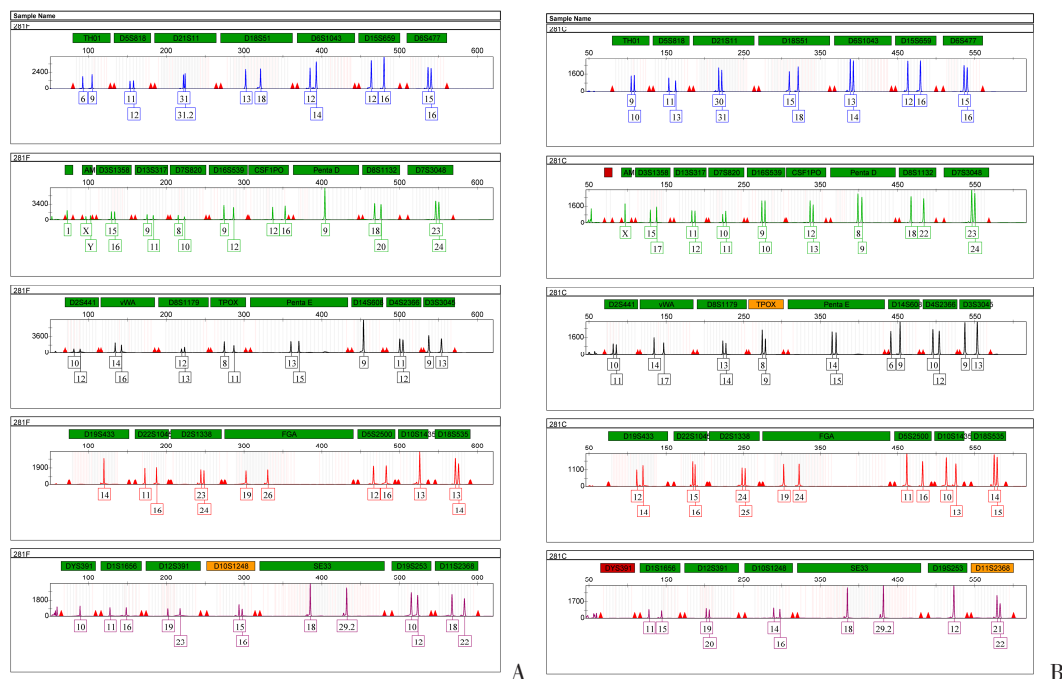 Sample Name
281F
TH01 D5S818 D21S11 D18S51 D6S1043 D15S659 D6S477
100 200 300 400 500 600
2400
0
6 9 11 31 13 18 12 12 16 15
12 31.2 14 16
281F
AM D3S1358 D13S317 D7S820 D16S539 CSF1PO Penta D D8S1132 D7S3048
100 200 300 400 500 600
3400
0
1 X 15 9 8 9 12 16 9 18 23
Y 16 11 10 12 20 24
281F
D2S441 vWA D8S1179 TPOX Penta E D14S608 D4S2366 D3S3045
100 200 300 400 500 600
3600
0
10 14 12 8 13 9 11 9 13
12 16 13 11 15 12
281F
D19S433 D22S1045 D2S1338 FGA D5S2500 D10S1435 D18S535
100 200 300 400 500 600
1900
0
14 11 23 19 26 12 16 13 13
16 24 14
281F
DYS391 D1S1656 D12S391 D10S1248 SE33 D19S253 D11S2368
100 200 300 400 500 600
1800
0
10 11 16 19 15 18 29.2 10 18
23 16 12 22
A
Sample Name
281C
TH01 D5S818 D21S11 D18S51 D6S1043 D15S659 D6S477
50 150 250 350 450 550
1600
0
9 11 30 15 13 12 16 15
10 13 31 18 14 16
281C
AM D3S1358 D13S317 D7S820 D16S539 CSF1PO Penta D D8S1132 D7S3048
50 150 250 350 450 550
1600
0
X 15 11 10 9 12 8 18 22 23
17 12 11 10 13 9 24
281C
D2S441 vWA D8S1179 TPOX Penta E D14S608 D4S2366 D3S3045
50 150 250 350 450 550
1600
0
10 14 13 8 14 6 9 10 9 13
11 17 14 9 15 12
281C
D19S433 D22S1045 D2S1338 FGA D5S2500 D10S1435 D18S535
50 150 250 350 450 550
1100
0
12 15 24 19 24 11 16 10 14
14 16 25 13 15
281C
DYS391 D1S1656 D12S391 D10S1248 SE33 D19S253 D11S2368
50 150 250 350 450 550
1700
0
11 15 19 14 18 29.2 12 21
20 16 22
B